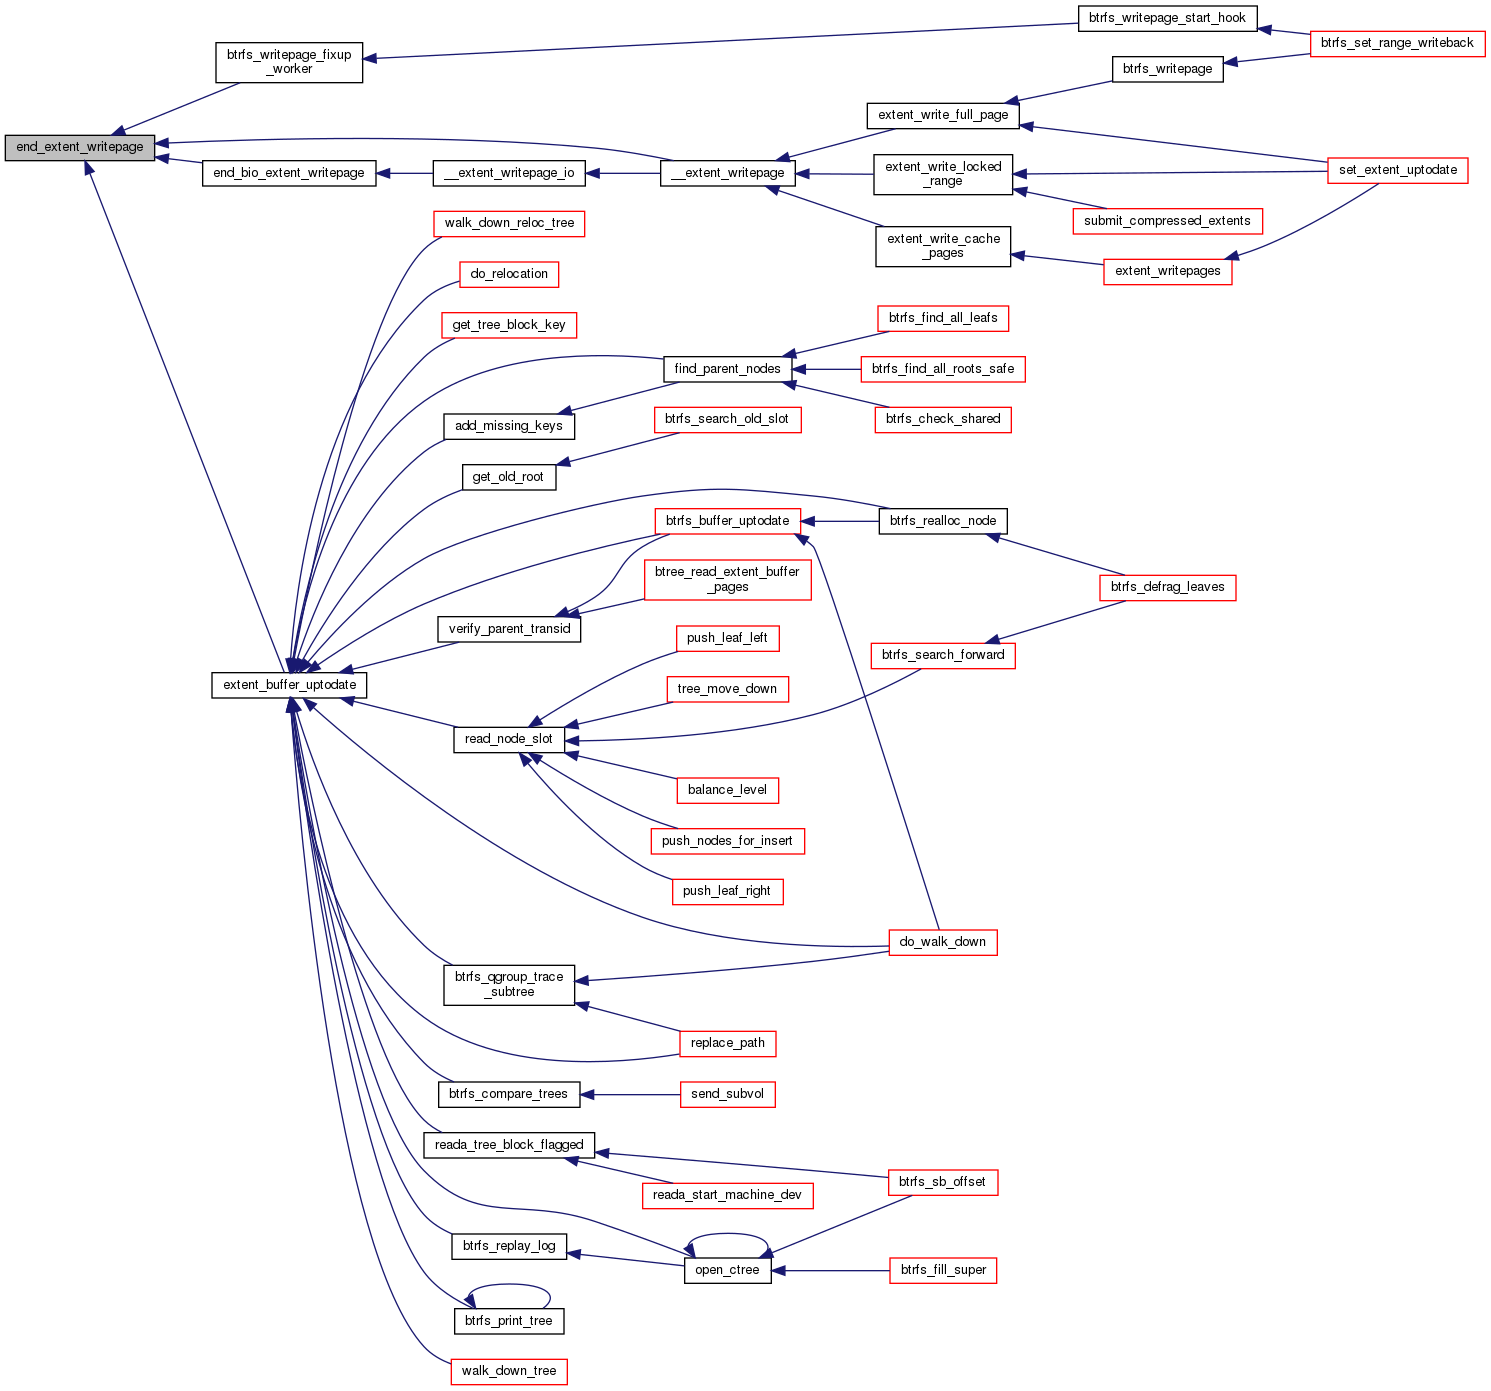 btrfs_writepage_start_hook
btrfs_set_range_writeback
btrfs_writepage_fixup
_worker
btrfs_writepage
extent_write_full_page
end_extent_writepage
end_bio_extent_writepage
__extent_writepage_io
__extent_writepage
extent_write_locked
_range
set_extent_uptodate
submit_compressed_extents
extent_write_cache
_pages
extent_writepages
walk_down_reloc_tree
do_relocation
get_tree_block_key
btrfs_find_all_leafs
find_parent_nodes
btrfs_find_all_roots_safe
btrfs_check_shared
add_missing_keys
btrfs_search_old_slot
get_old_root
btrfs_buffer_uptodate
btrfs_realloc_node
btree_read_extent_buffer
_pages
btrfs_defrag_leaves
verify_parent_transid
push_leaf_left
btrfs_search_forward
extent_buffer_uptodate
tree_move_down
read_node_slot
balance_level
push_nodes_for_insert
push_leaf_right
do_walk_down
btrfs_qgroup_trace
_subtree
replace_path
btrfs_compare_trees
send_subvol
reada_tree_block_flagged
btrfs_sb_offset
reada_start_machine_dev
btrfs_replay_log
open_ctree
btrfs_fill_super
btrfs_print_tree
walk_down_tree